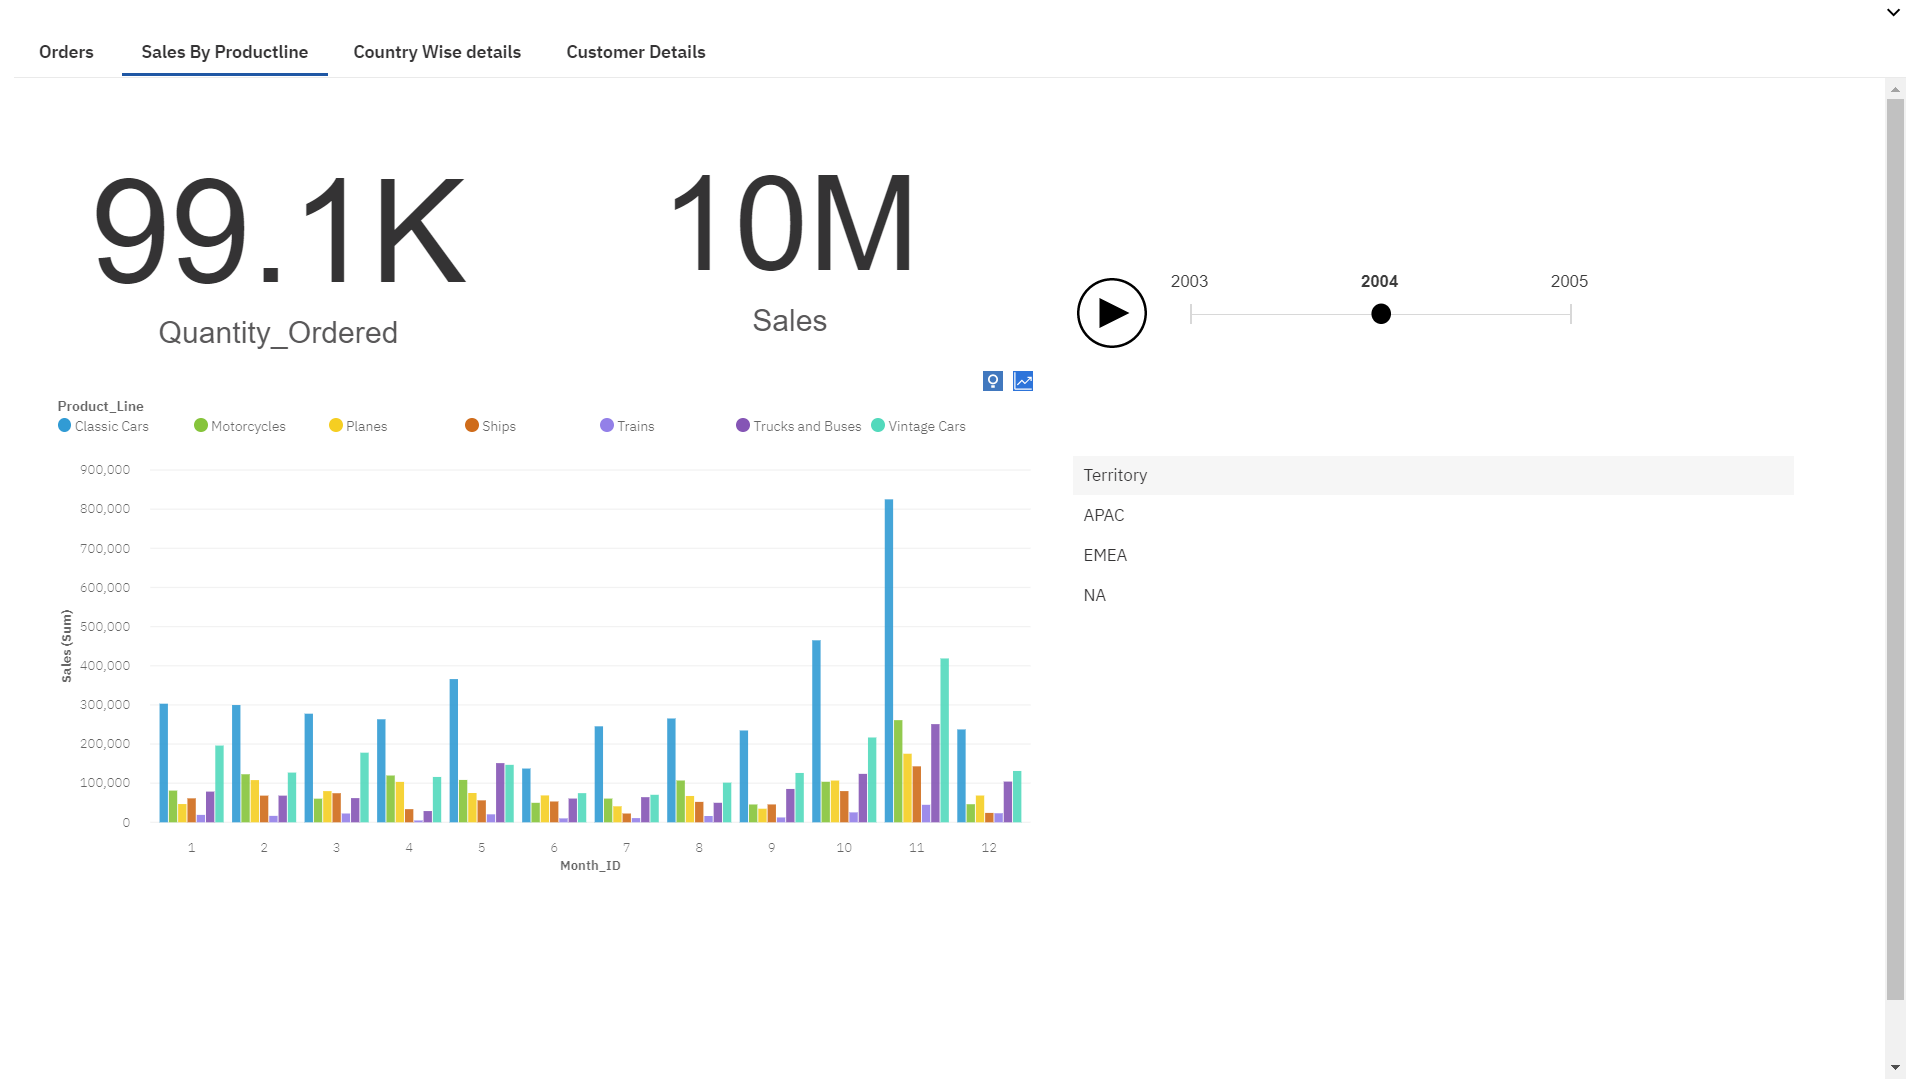 Orders Sales By Productline Country Wise details Customer Details
99.1K
Quantity_Ordered
10M
Sales
2003 2004 2005
Product_Line
Classic Cars Motorcycles Planes Ships Trains Trucks and Buses Vintage Cars
900,000
800,000
700,000
600,000
500,000
400,000
300,000
200,000
100,000
0
Sales (Sum)
1 2 3 4 5 6 7 8 9 10 11 12
Month_ID
Territory
APAC
EMEA
NA